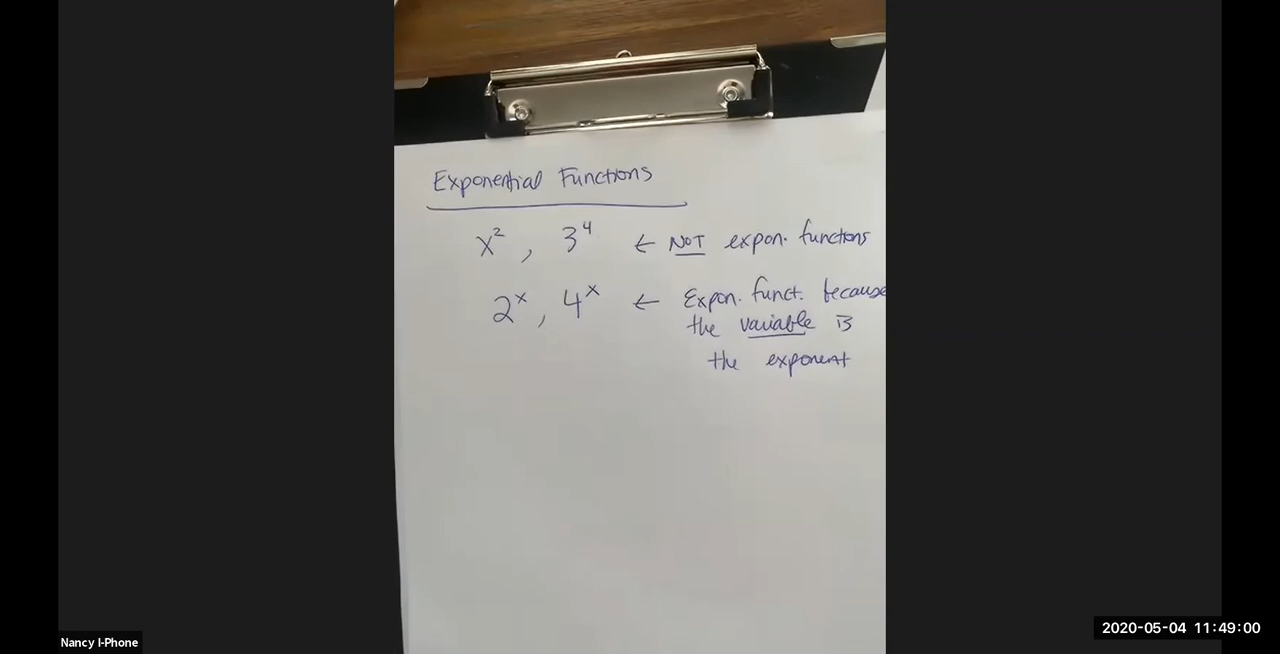 Exponential Functions
x², 3⁴ ← NOT expon. functions
2ˣ, 4ˣ ← Expon. funct. because
the variable is
the exponent
Nancy I-Phone
2020-05-04 11:49:00